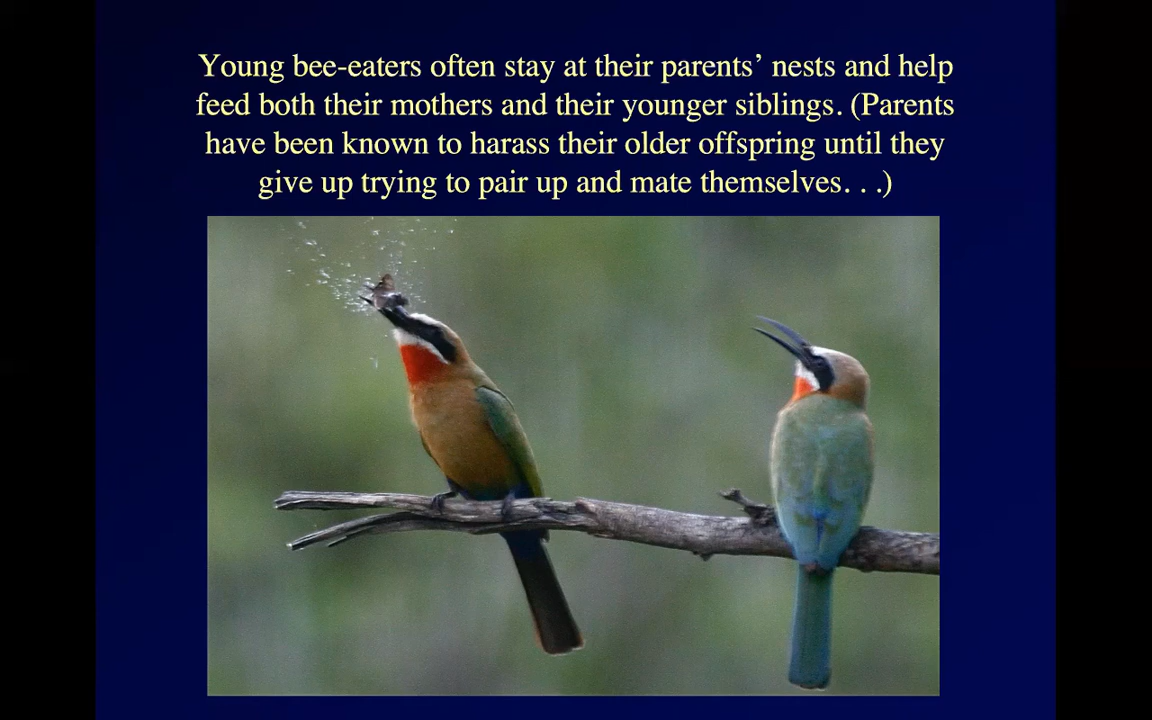 Young bee-eaters often stay at their parents’ nests and help
feed both their mothers and their younger siblings. (Parents
have been known to harass their older offspring until they
give up trying to pair up and mate themselves. . .)